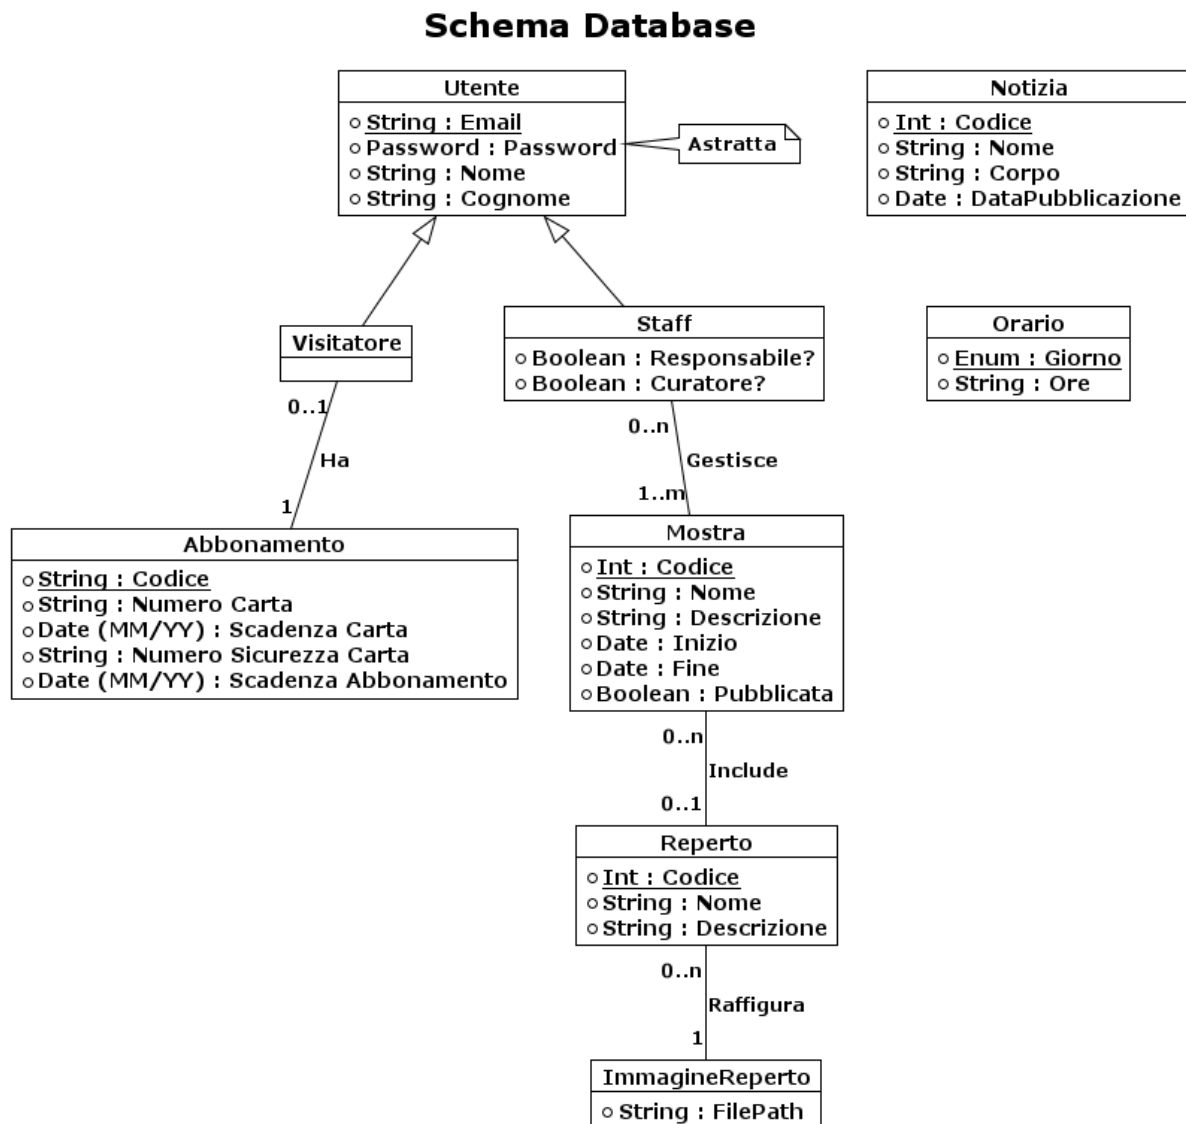 Schema Database
Utente
String : Email
Password : Password
String : Nome
String : Cognome
Astratta
Notizia
Int : Codice
String : Nome
String : Corpo
Date : DataPubblicazione
Visitatore
Staff
Boolean : Responsabile?
Boolean : Curatore?
Orario
Enum : Giorno
String : Ore
0..1
Ha
1
0..n
Gestisce
1..m
Abbonamento
String : Codice
String : Numero Carta
Date (MM/YY) : Scadenza Carta
String : Numero Sicurezza Carta
Date (MM/YY) : Scadenza Abbonamento
Mostra
Int : Codice
String : Nome
String : Descrizione
Date : Inizio
Date : Fine
Boolean : Pubblicata
0..n
Include
0..1
Reperto
Int : Codice
String : Nome
String : Descrizione
0..n
Raffigura
1
ImmagineReperto
String : FilePath